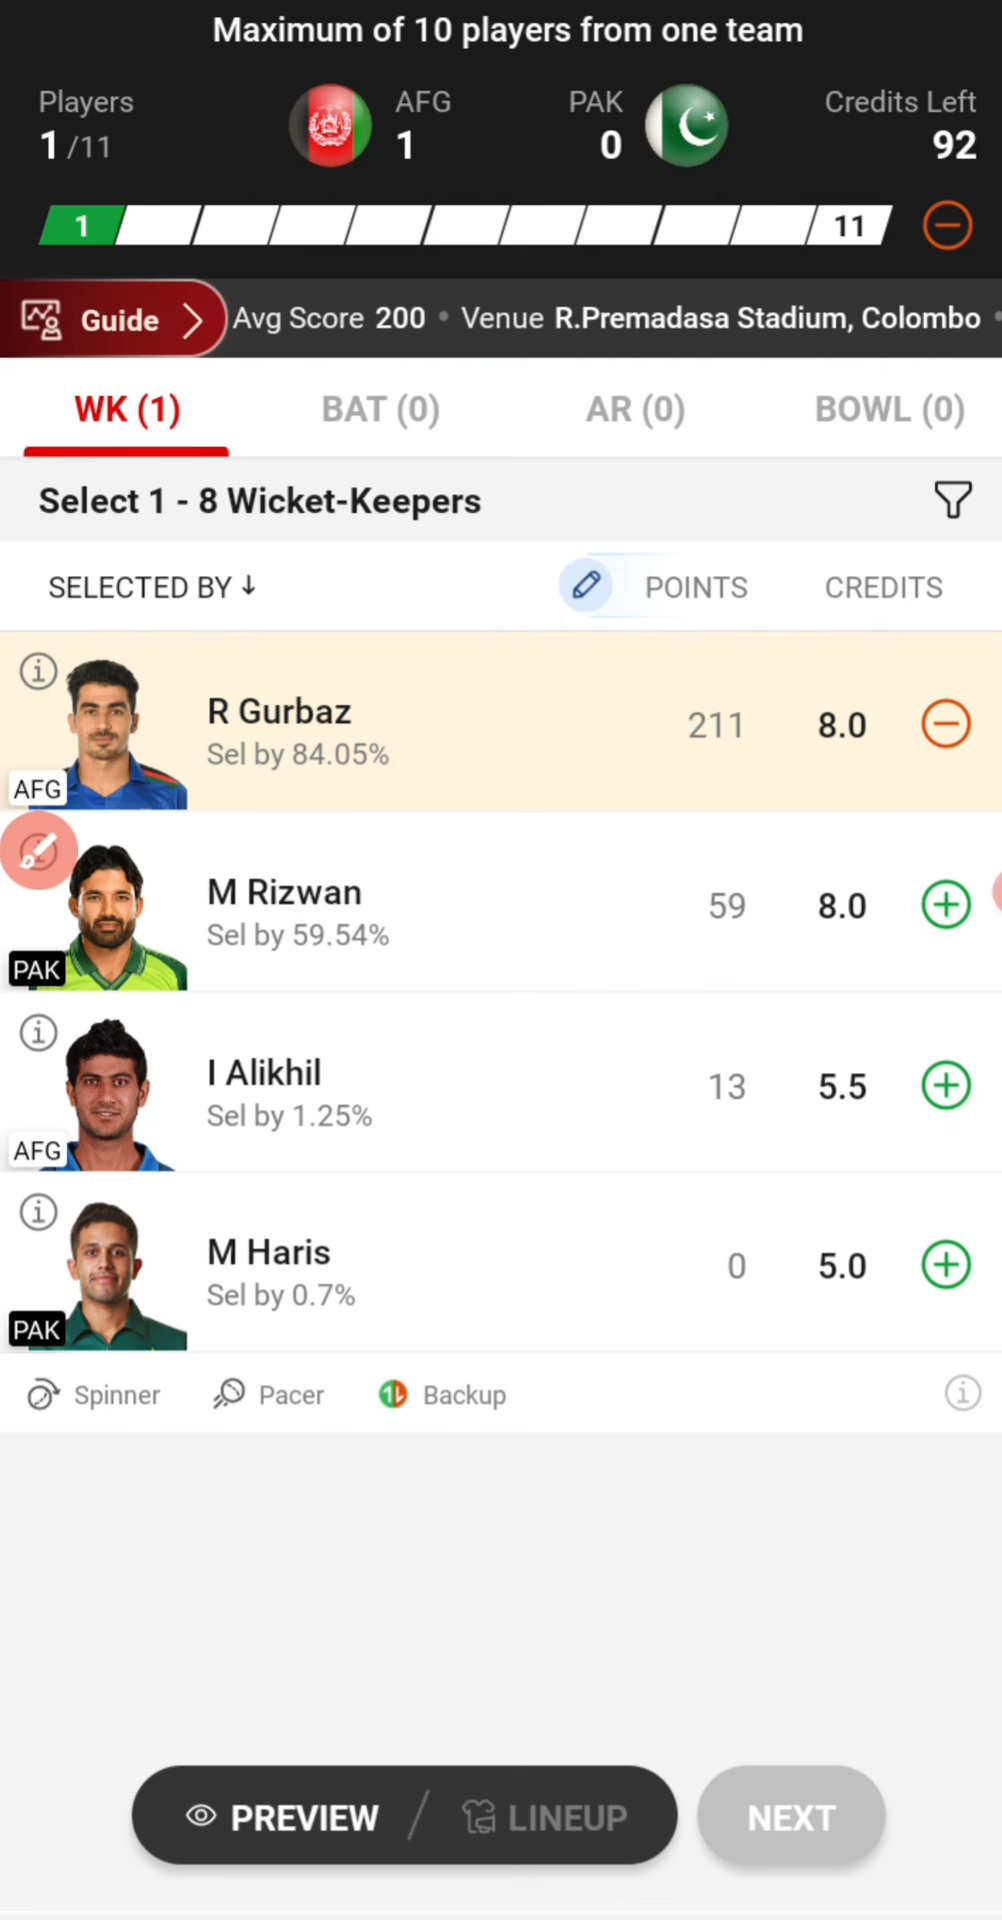 Maximum of 10 players from one team
Players AFG PAK Credits Left
1 /11 1 0 92
1 11
Guide Avg Score 200 • Venue R.Premadasa Stadium, Colombo
WK (1) BAT (0) AR (0) BOWL (0)
Select 1 - 8 Wicket-Keepers
SELECTED BY ↓ POINTS CREDITS
R Gurbaz 211 8.0
Sel by 84.05%
AFG
M Rizwan 59 8.0
Sel by 59.54%
PAK
I Alikhil 13 5.5
Sel by 1.25%
AFG
M Haris 0 5.0
Sel by 0.7%
PAK
Spinner Pacer Backup
PREVIEW / LINEUP NEXT